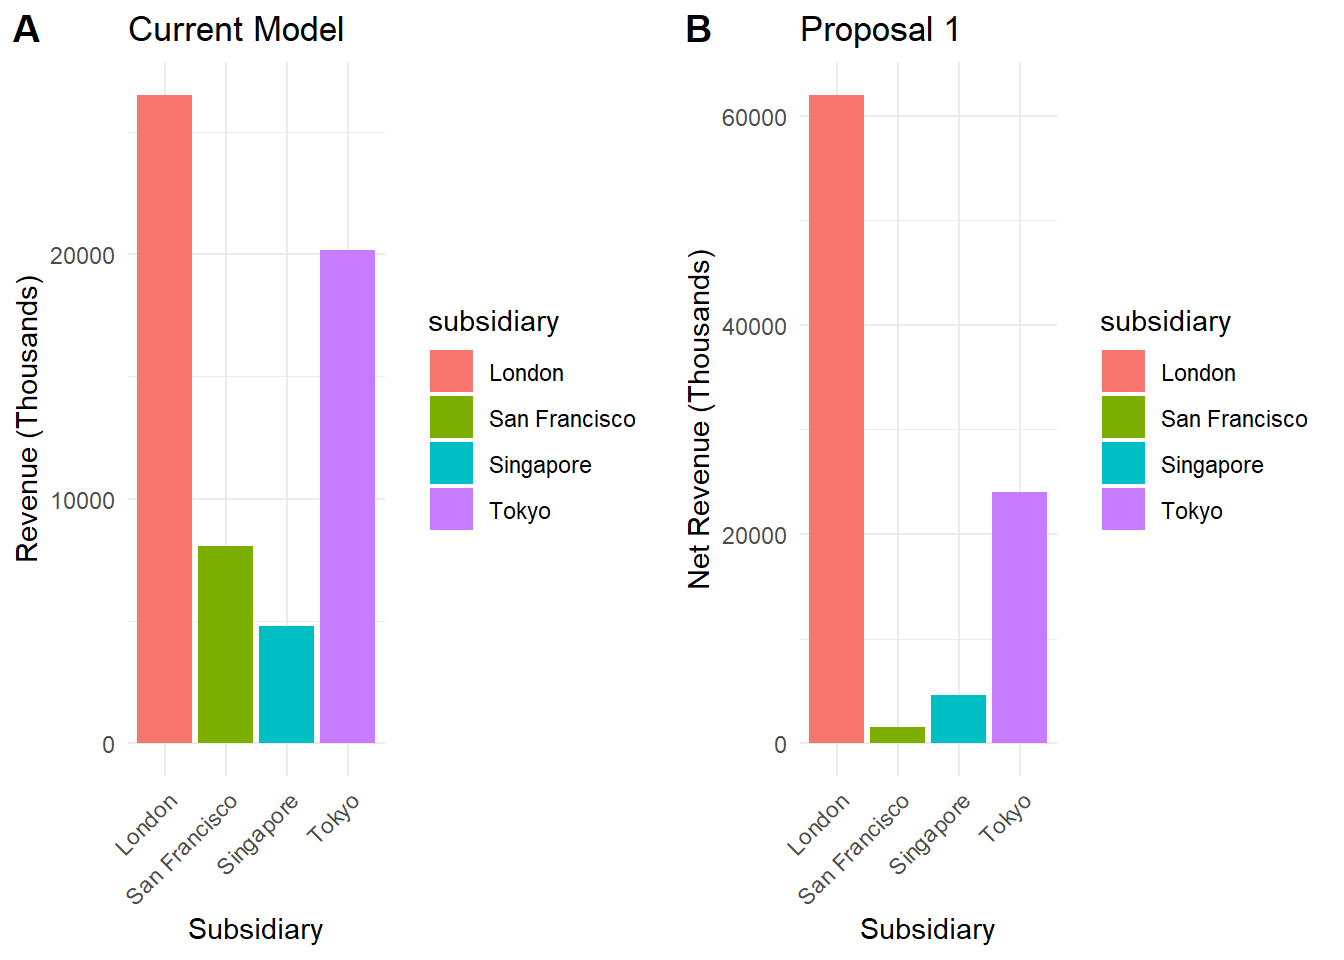 A
Current Model
Revenue (Thousands)
20000
10000
0
London
San Francisco
Singapore
Tokyo
Subsidiary
subsidiary
London
San Francisco
Singapore
Tokyo
B
Proposal 1
Net Revenue (Thousands)
60000
40000
20000
0
London
San Francisco
Singapore
Tokyo
Subsidiary
subsidiary
London
San Francisco
Singapore
Tokyo